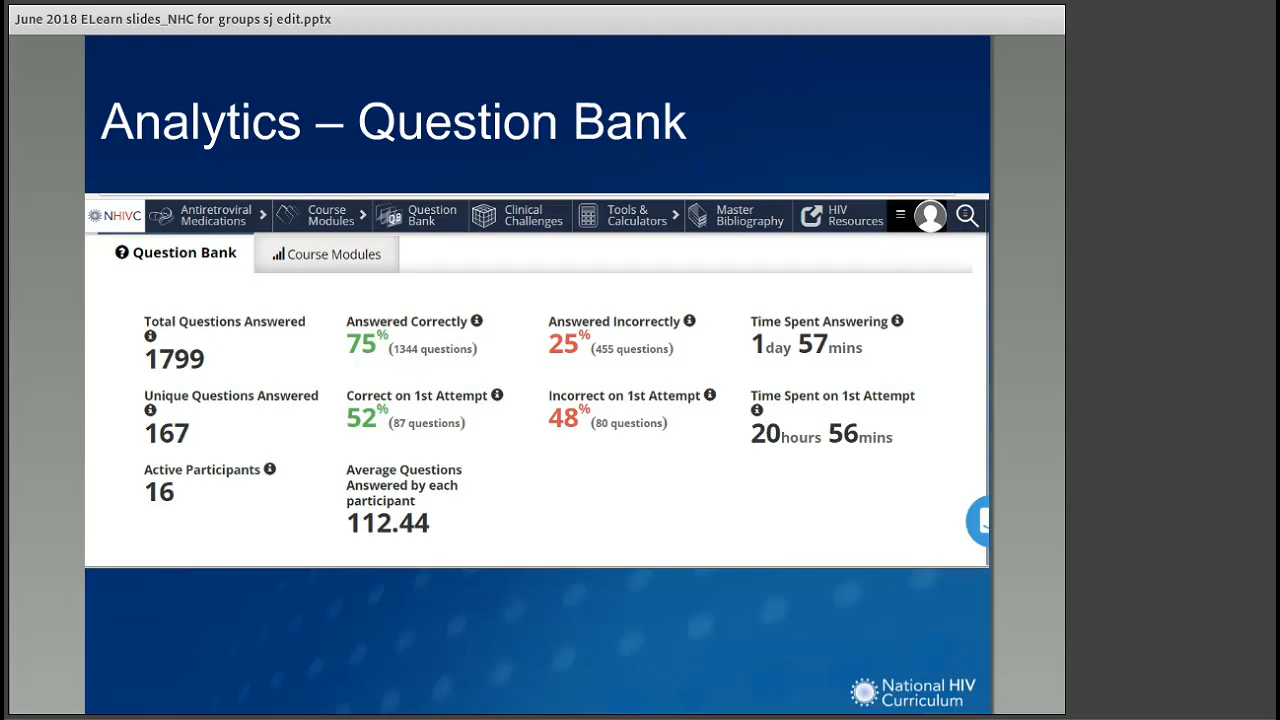 June 2018 ELearn slides_NHC for groups sj edit.pptx
Analytics – Question Bank
NHIVC
Antiretroviral
Medications
Course
Modules
QB
Question
Bank
Clinical
Challenges
Tools &
Calculators
Master
Bibliography
HIV
Resources
Question Bank
Course Modules
Total Questions Answered
1799
Answered Correctly
75% (1344 questions)
Answered Incorrectly
25% (455 questions)
Time Spent Answering
1day 57mins
Unique Questions Answered
167
Correct on 1st Attempt
52% (87 questions)
Incorrect on 1st Attempt
48% (80 questions)
Time Spent on 1st Attempt
20hours 56mins
Active Participants
16
Average Questions
Answered by each
participant
112.44
National HIV
Curriculum